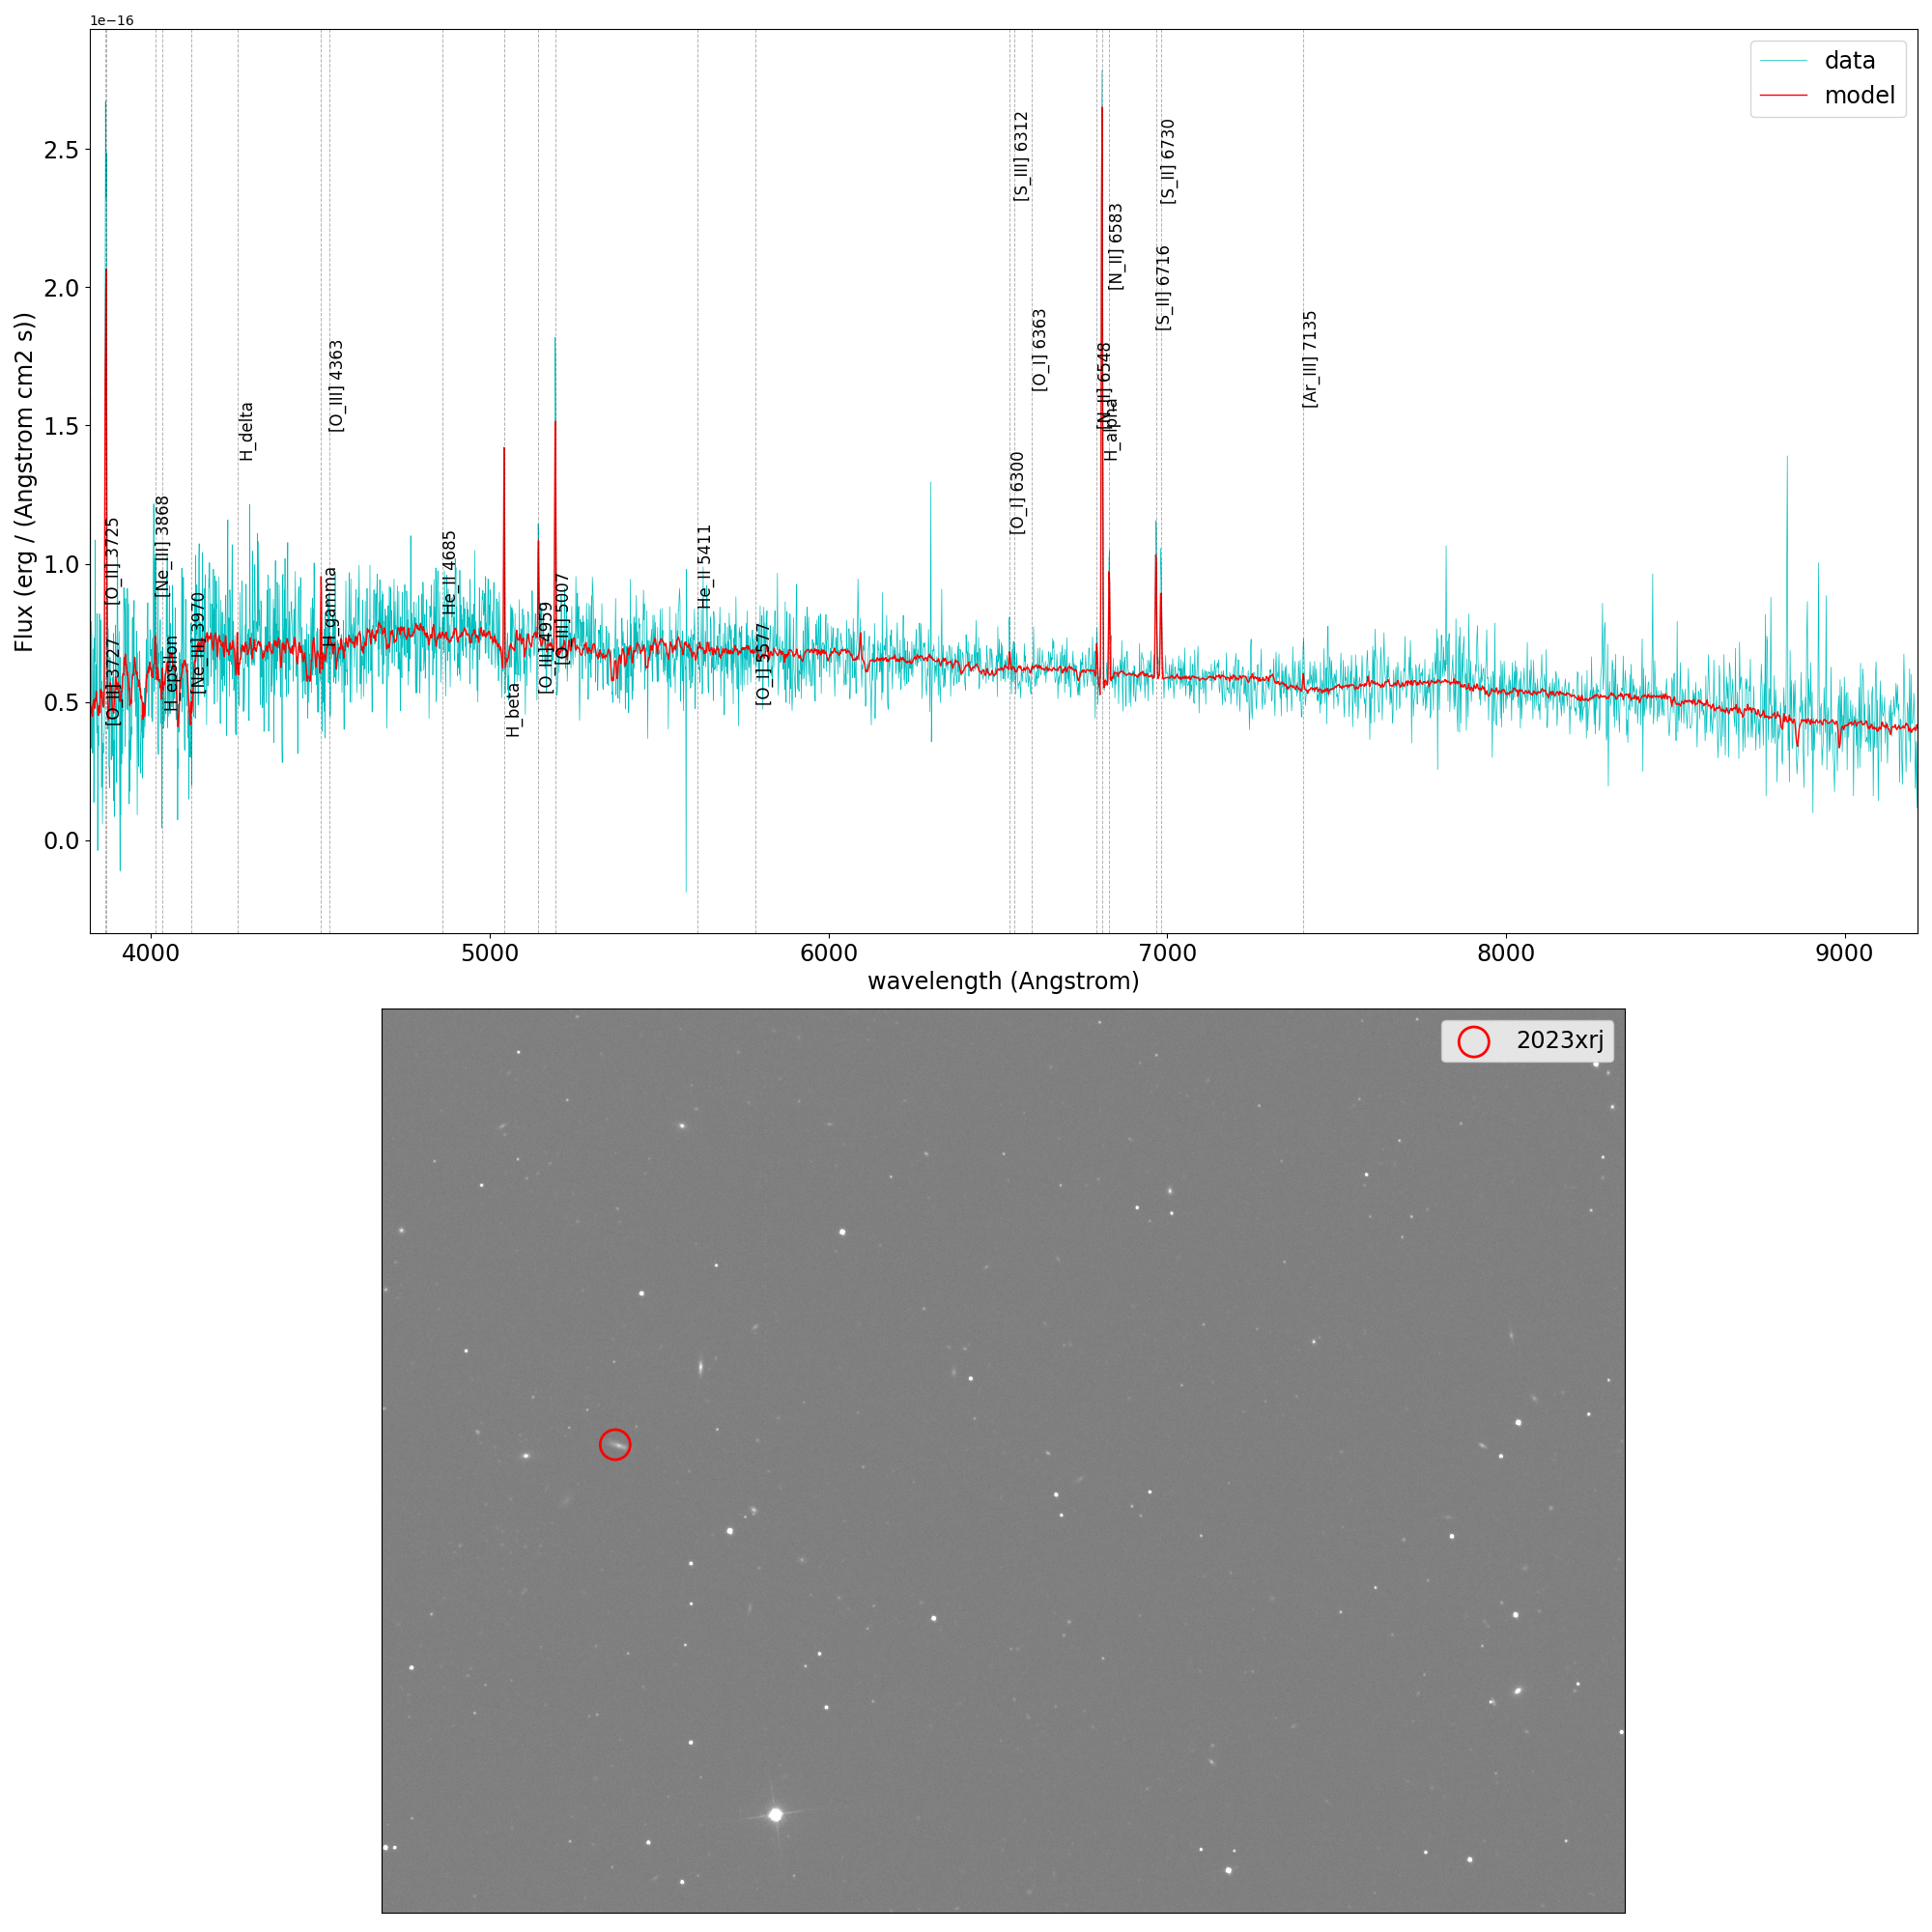 1e−16
data
model
2.5
2.0
1.5
1.0
0.5
0.0
Flux (erg / (Angstrom cm2 s))
[O_II] 3725
[O_II] 3727
[Ne_III] 3868
H_epsilon
[Ne_III] 3970
H_delta
H_gamma
[O_III] 4363
He_II 4685
H_beta
[O_III] 4959
[O_III] 5007
He_II 5411
[O_I] 5577
[O_I] 6300
[S_III] 6312
[O_I] 6363
[N_II] 6548
H_alpha
[N_II] 6583
[S_II] 6716
[S_II] 6730
[Ar_III] 7135
4000
5000
6000
7000
8000
9000
wavelength (Angstrom)
2023xrj